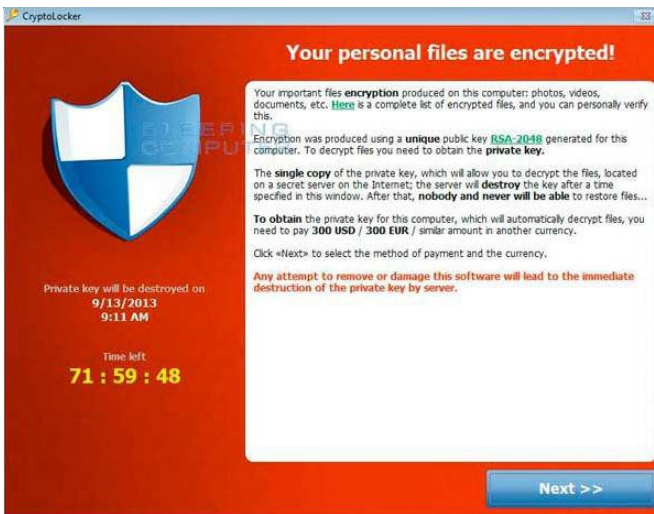 CryptoLocker
Your personal files are encrypted!
Your important files encryption produced on this computer: photos, videos,
documents, etc. Here is a complete list of encrypted files, and you can personally verify
this.
BLEEPING
COMPUTER
Encryption was produced using a unique public key RSA-2048 generated for this
computer. To decrypt files you need to obtain the private key.
The single copy of the private key, which will allow you to decrypt the files, located
on a secret server on the Internet; the server will destroy the key after a time
specified in this window. After that, nobody and never will be able to restore files...
To obtain the private key for this computer, which will automatically decrypt files, you
need to pay 300 USD / 300 EUR / similar amount in another currency.
Click «Next» to select the method of payment and the currency.
Any attempt to remove or damage this software will lead to the immediate
destruction of the private key by server.
Private key will be destroyed on
9/13/2013
9:11 AM
Time left
71 : 59 : 48
Next >>